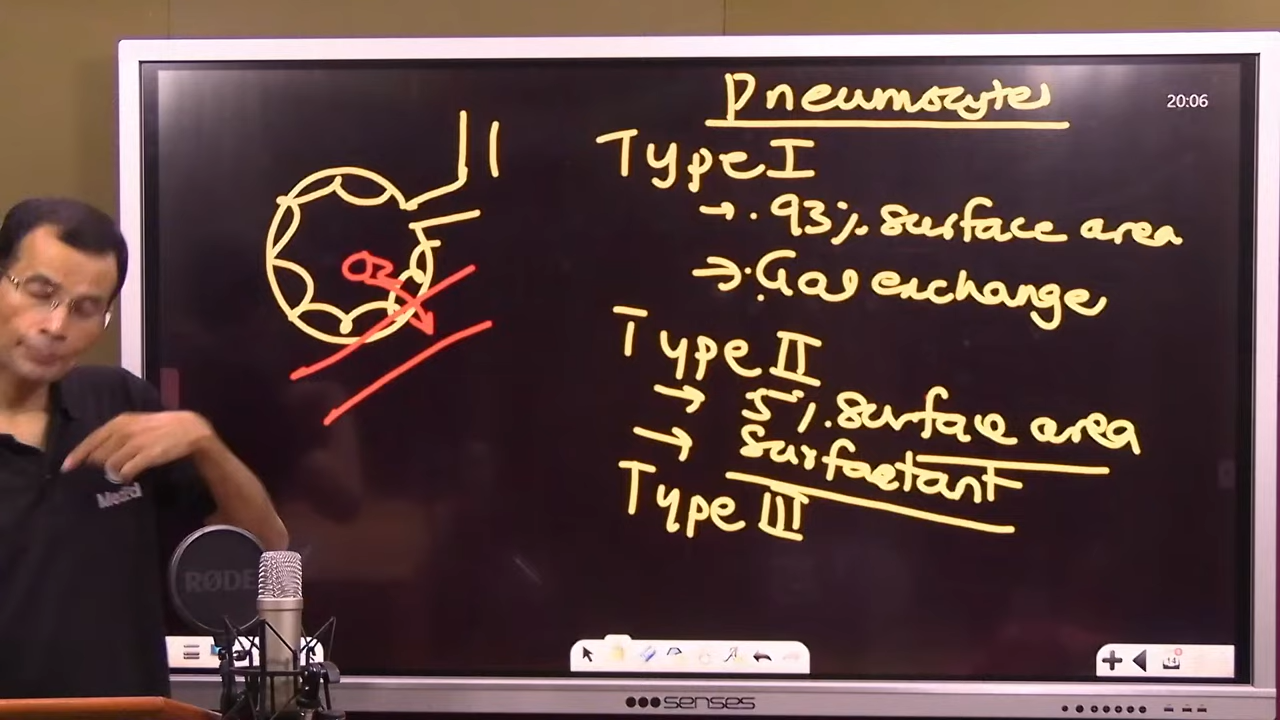 Pneumocytes
20:06
Type I
→ . 93% surface area
→ . Gas exchange
Type II
→ 5% surface area
→ surfactant
Type III
O2
RØDE
senses